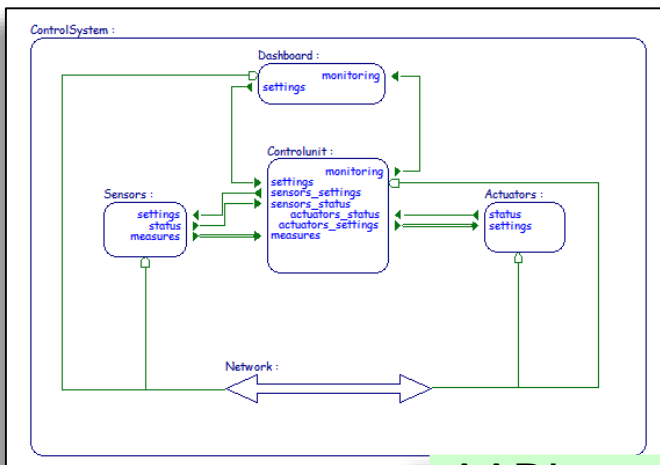 ControlSystem :
Dashboard :
monitoring
settings
Controlunit :
monitoring
settings
sensors_settings
sensors_status
actuators_status
actuators_settings
measures
Sensors :
settings
status
measures
Actuators :
status
settings
Network :